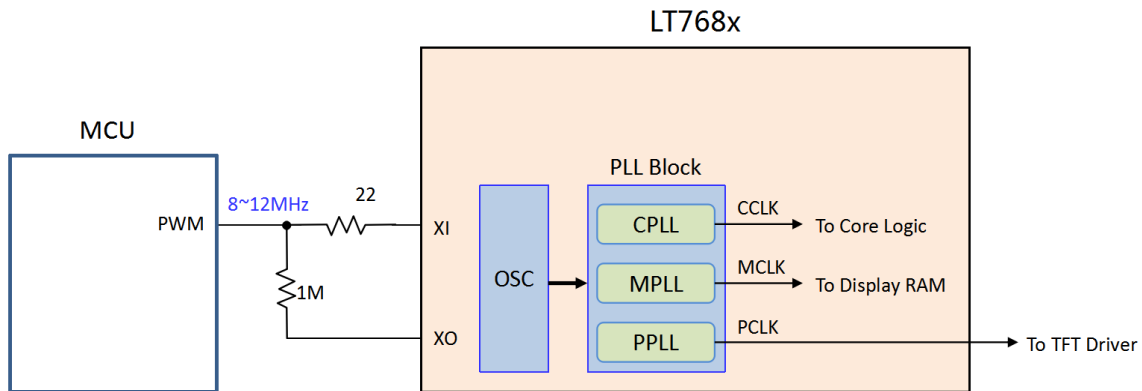 LT768x
MCU
PLL Block
8~12MHz
22
PWM
XI
CPLL
CCLK
To Core Logic
OSC
MPLL
MCLK
To Display RAM
1M
XO
PPLL
PCLK
To TFT Driver